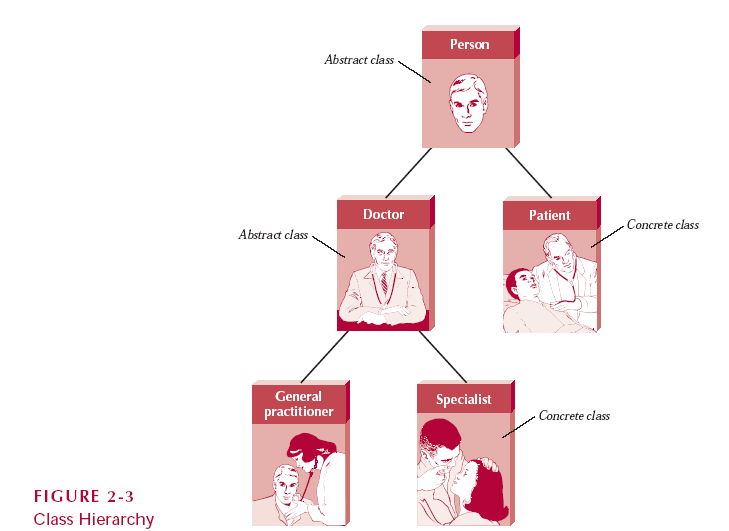 Person
Abstract class
Doctor
Patient
Abstract class
Concrete class
General
practitioner
Specialist
Concrete class
FIGURE 2-3
Class Hierarchy